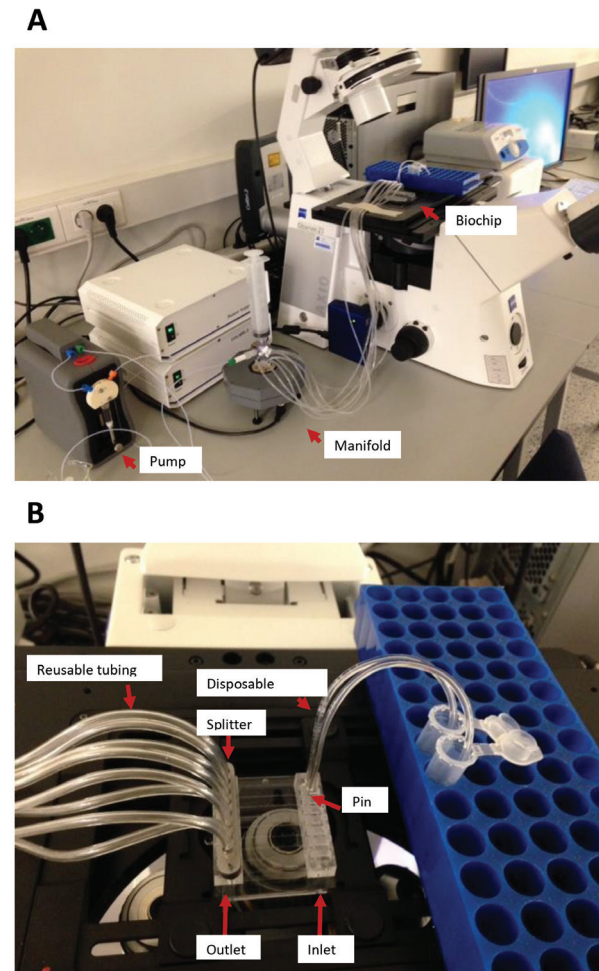 A
Biochip
Manifold
Pump
B
Reusable tubing
Disposable
Splitter
Pin
Outlet
Inlet